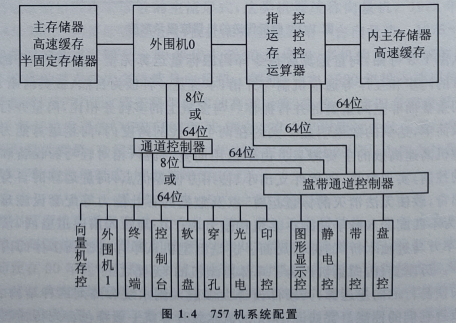 主存储器
高速缓存
半固定存储器
外围机0
指 控
运 控
存 控
运算器
内主存储器
高速缓存
8位
或
64位
64位
64位
通道控制器
64位
64位
8位
或
64位
盘带通道控制器
向量机存控
外围机1
终端
控制台
软盘
穿孔
光电
印控
图形显示控
静电控
带控
盘控
图 1.4 757 机系统配置